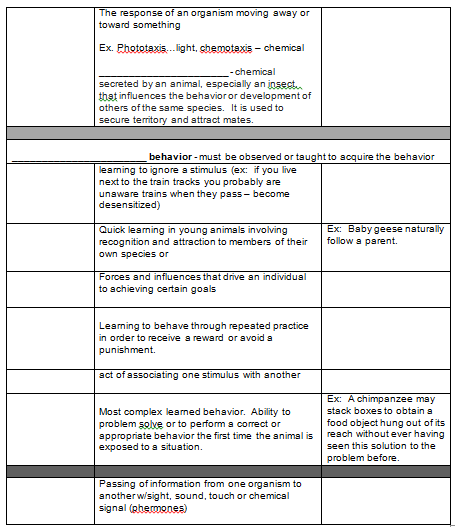 The response of an organism moving away or
toward something
Ex. Phototaxis...light, chemotaxis – chemical
________________________ - chemical
secreted by an animal, especially an insect,,
that influences the behavior or development of
others of the same species. It is used to
secure territory and attract mates.
________________________ behavior - must be observed or taught to acquire the behavior
learning to ignore a stimulus (ex: if you live
next to the train tracks you probably are
unaware trains when they pass – become
desensitized)
Quick learning in young animals involving
recognition and attraction to members of their
own species or
Ex: Baby geese naturally
follow a parent.
Forces and influences that drive an individual
to achieving certain goals
Learning to behave through repeated practice
in order to receive a reward or avoid a
punishment.
act of associating one stimulus with another
Most complex learned behavior. Ability to
problem solve or to perform a correct or
appropriate behavior the first time the animal is
exposed to a situation.
Ex: A chimpanzee may
stack boxes to obtain a
food object hung out of its
reach without ever having
seen this solution to the
problem before.
Passing of information from one organism to
another w/sight, sound, touch or chemical
signal (phermones)